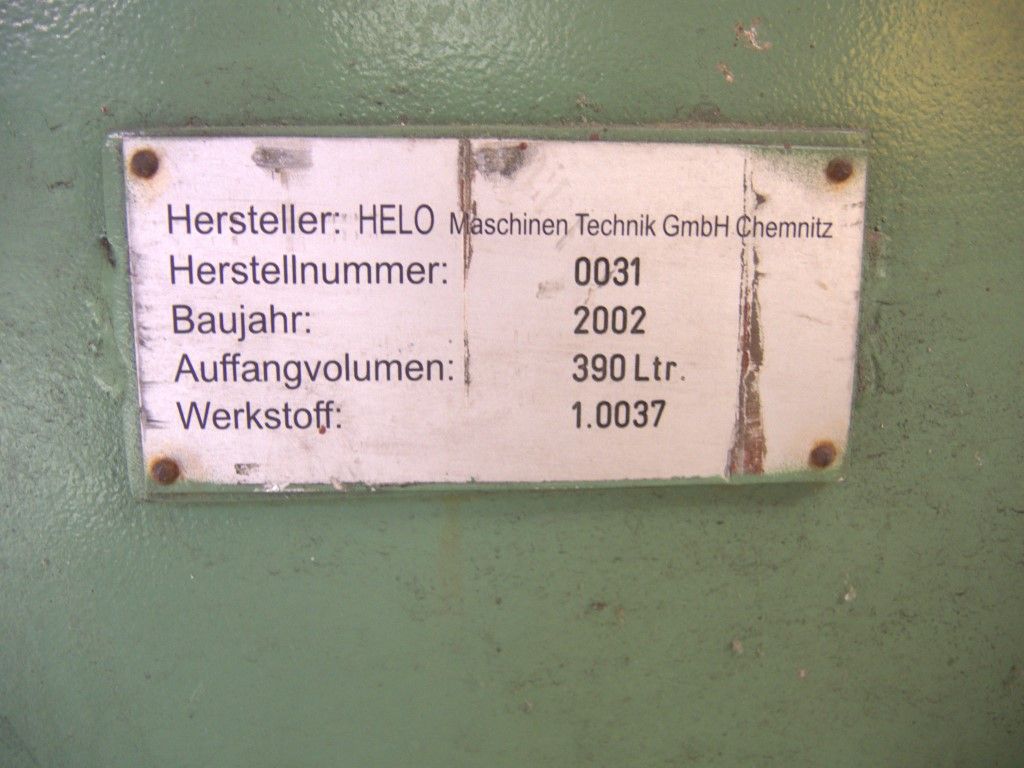 Hersteller: HELO Maschinen Technik GmbH Chemnitz
Herstellnummer: 0031
Baujahr: 2002
Auffangvolumen: 390 Ltr.
Werkstoff: 1.0037